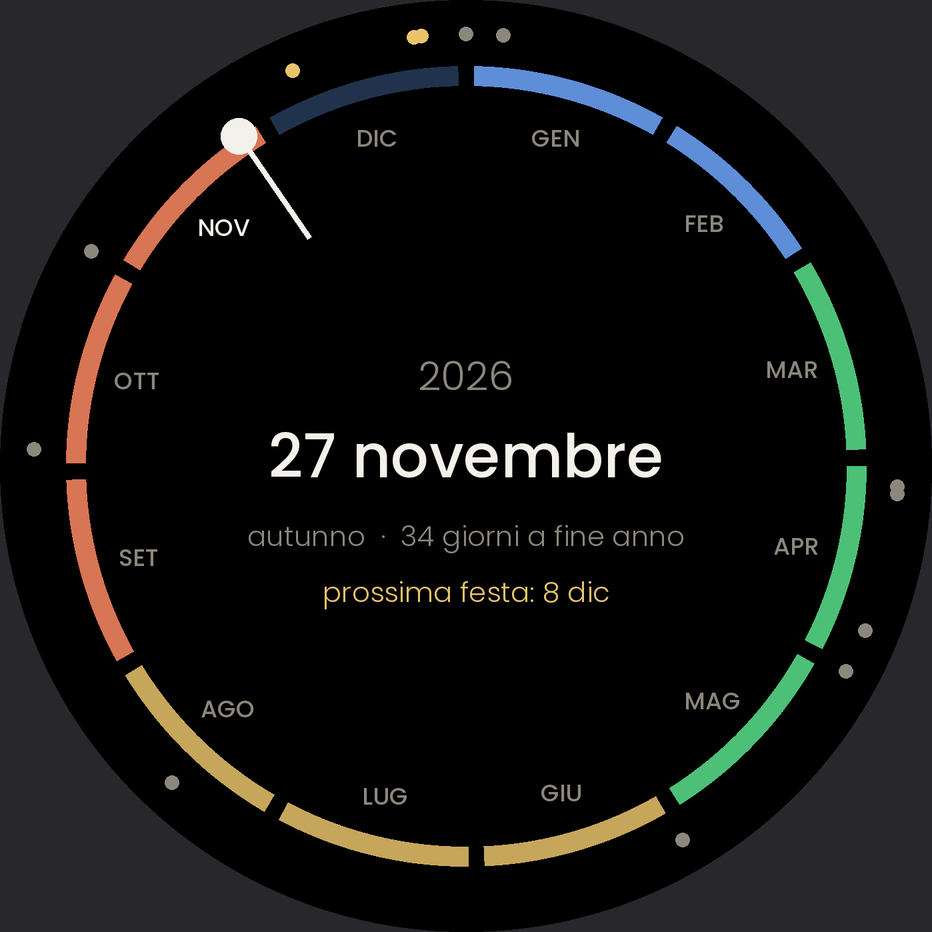 DIC
GEN
NOV
FEB
OTT
MAR
2026
27 novembre
autunno · 34 giorni a fine anno
prossima festa: 8 dic
SET
APR
AGO
MAG
LUG
GIU